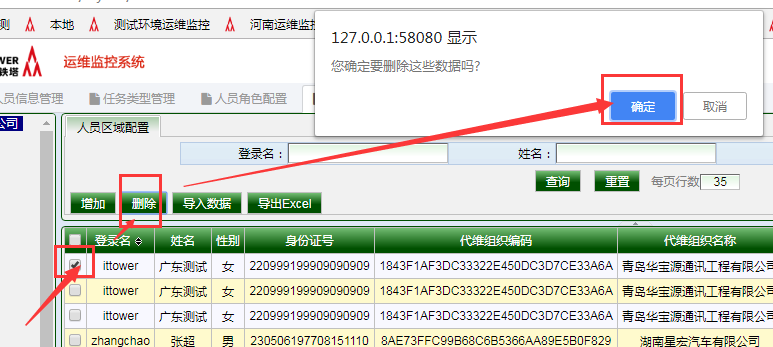 测 本地 测试环境运维监控 河南运维监控
127.0.0.1:58080 显示
您确定要删除这些数据吗?
确定 取消
OWER
铁塔
运维监控系统
人员信息管理 任务类型管理 人员角色配置
公司
人员区域配置
登录名: 姓名:
查询 重置 每页行数 35
增加 删除 导入数据 导出Excel
登录名 姓名 性别 身份证号 代维组织编码 代维组织名称
ittower 广东测试 女 220999199909090909 1843F1AF3DC33322E450DC3D7CE33A6A 青岛华宝源通讯工程有限公司
ittower 广东测试 女 220999199909090909 1843F1AF3DC33322E450DC3D7CE33A6A 青岛华宝源通讯工程有限公司
ittower 广东测试 女 220999199909090909 1843F1AF3DC33322E450DC3D7CE33A6A 青岛华宝源通讯工程有限公司
zhangchao 张超 男 230506197708151110 8AE73FFC99B68C6B5366AA89E5B0F829 湖南星宏汽车有限公司